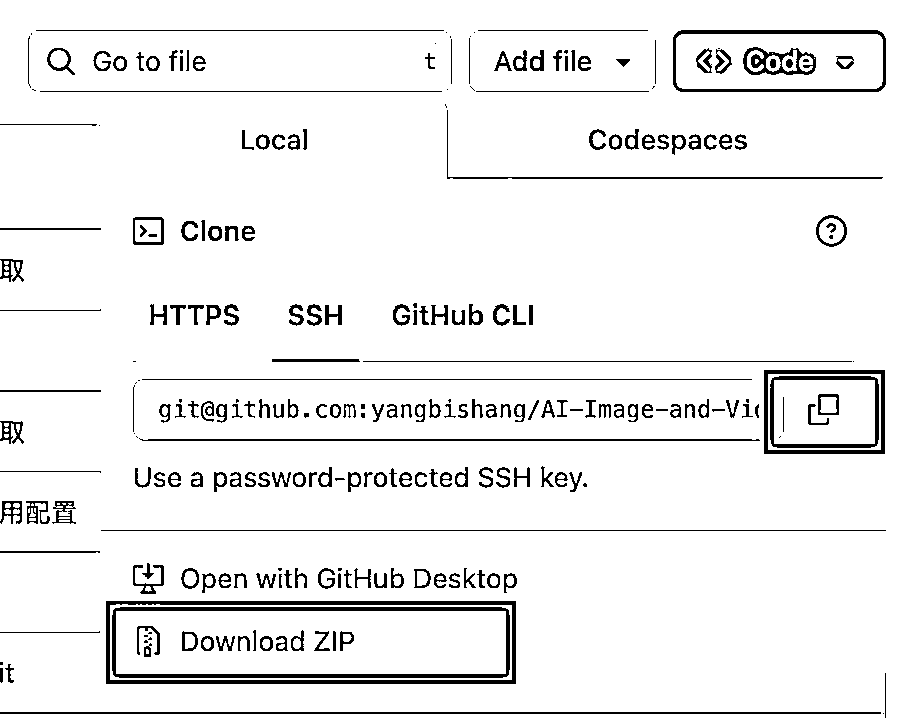 Go to file t Add file Code
Local Codespaces
Clone
取
HTTPS SSH GitHub CLI
git@github.com:yangbishang/AI-Image-and-Vid
取
Use a password-protected SSH key.
用配置
Open with GitHub Desktop
Download ZIP
it